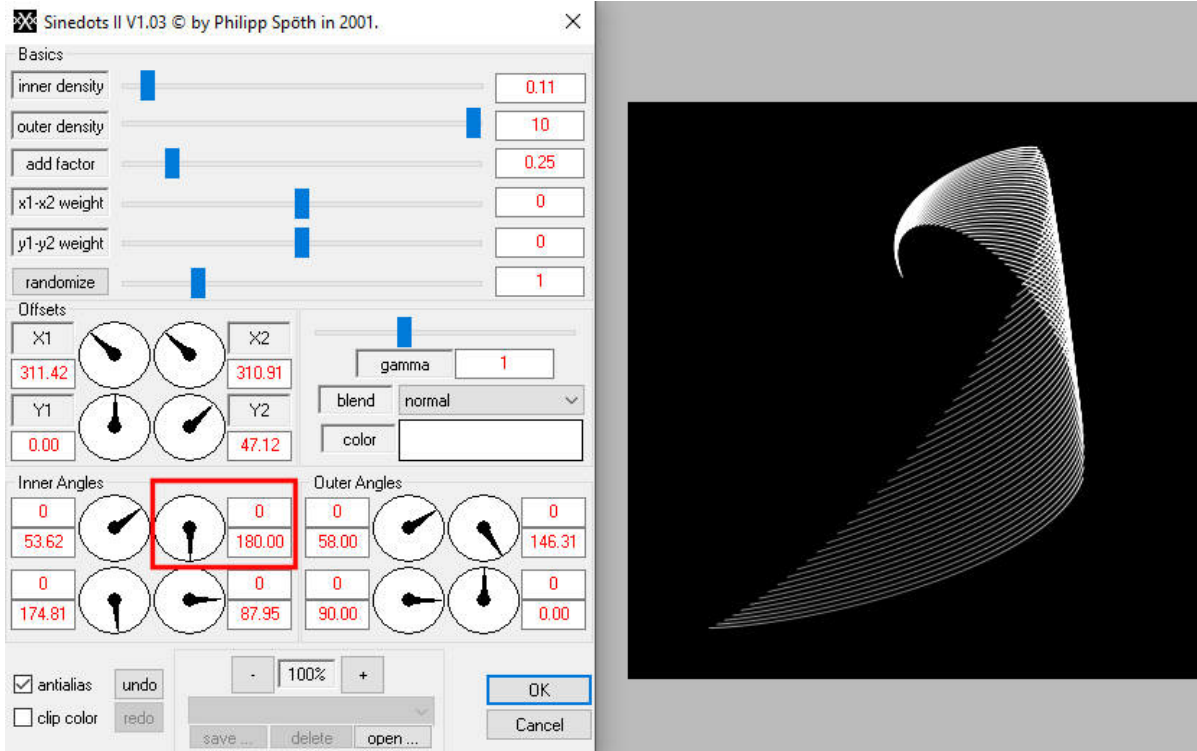 Sinedots II V1.03 © by Philipp Spöth in 2001.
Basics
inner density 0.11
outer density 10
add factor 0.25
x1-x2 weight 0
y1-y2 weight 0
randomize 1
Offsets
X1 X2
311.42 310.91
Y1 Y2
0.00 47.12
gamma 1
blend normal
color
Inner Angles Outer Angles
0 0 0 0
53.62 180.00 58.00 146.31
0 0 0 0
174.81 87.95 90.00 0.00
antialias undo - 100% +
clip color redo
save ... delete open ...
OK
Cancel